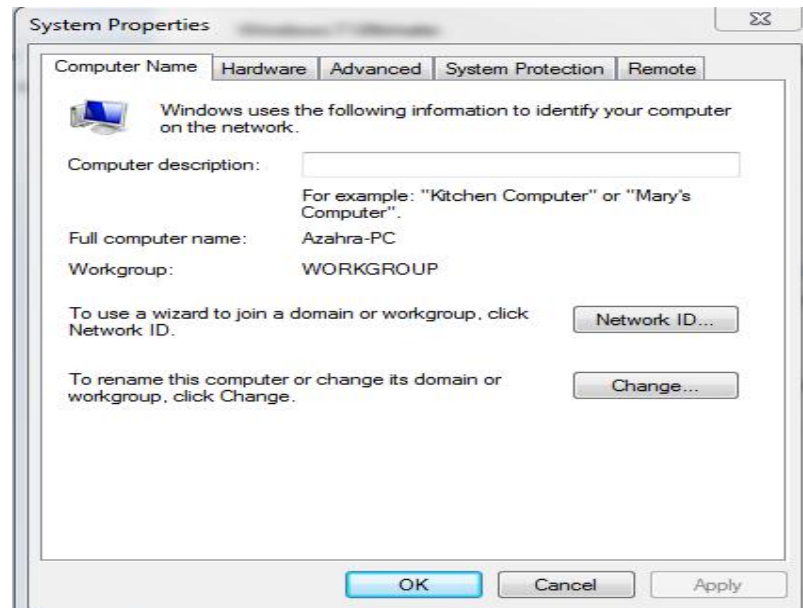 System Properties
Computer Name Hardware Advanced System Protection Remote
Windows uses the following information to identify your computer
on the network.
Computer description:
For example: "Kitchen Computer" or "Mary's
Computer".
Full computer name: Azahra-PC
Workgroup: WORKGROUP
To use a wizard to join a domain or workgroup, click
Network ID.
Network ID...
To rename this computer or change its domain or
workgroup, click Change.
Change...
OK Cancel Apply